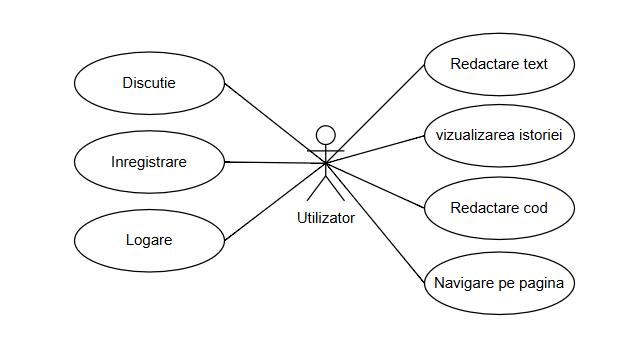 Discutie
Inregistrare
Logare
Utilizator
Redactare text
vizualizarea istoriei
Redactare cod
Navigare pe pagina